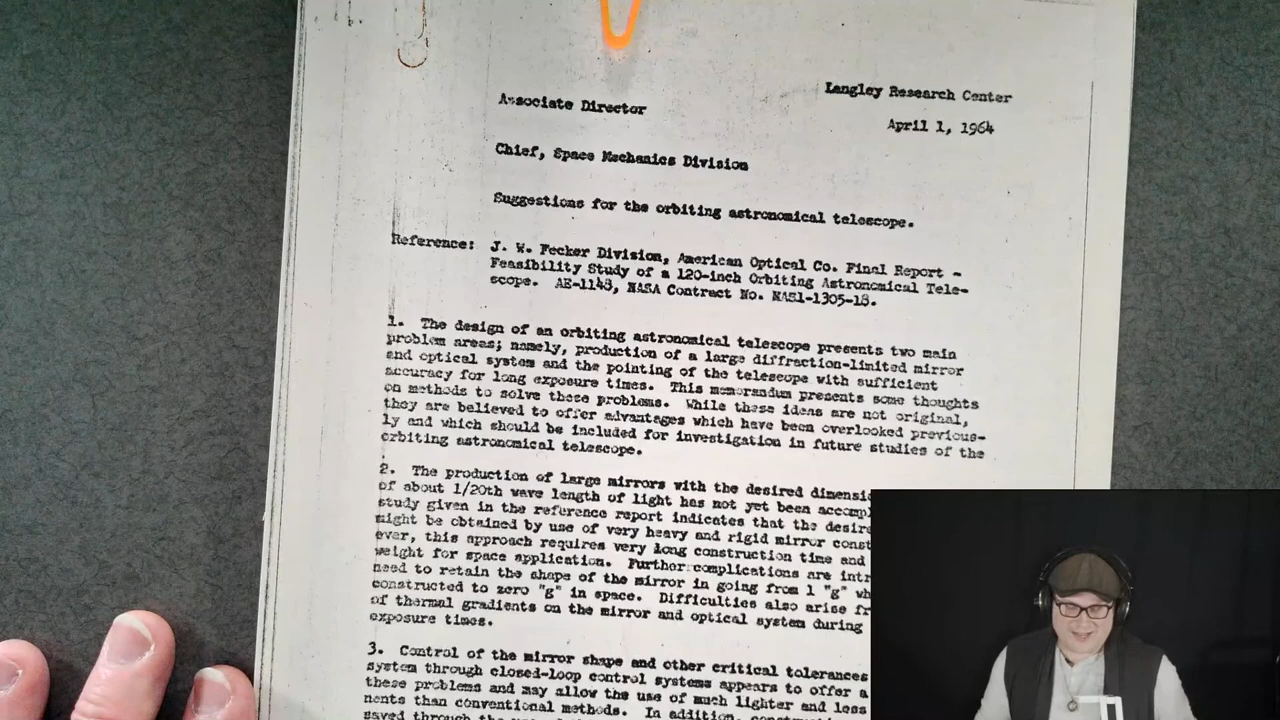 Langley Research Center
Associate Director
April 1, 1964
Chief, Space Mechanics Division
Suggestions for the orbiting astronomical telescope.
Reference: J. W. Fecker Division, American Optical Co. Final Report -
Feasibility Study of a 120-inch Orbiting Astronomical Tele-
scope. AE-1148, NASA Contract No. NAS1-1305-18.
1. The design of an orbiting astronomical telescope presents two main
problem areas; namely, production of a large diffraction-limited mirror
and optical system and the pointing of the telescope with sufficient
accuracy for long exposure times. This memorandum presents some thoughts
on methods to solve these problems. While these ideas are not original,
they are believed to offer advantages which have been overlooked previous-
ly and which should be included for investigation in future studies of the
orbiting astronomical telescope.
2. The production of large mirrors with the desired dimensi
of about 1/20th wave length of light has not yet been accomp
study given in the reference report indicates that the desire
might be obtained by use of very heavy and rigid mirror const
ever, this approach requires very long construction time and
weight for space application. Further complications are intr
need to retain the shape of the mirror in going from 1 "g" wh
constructed to zero "g" in space. Difficulties also arise fr
of thermal gradients on the mirror and optical system during
exposure times.
3. Control of the mirror shape and other critical tolerances
system through closed-loop control systems appears to offer a
these problems and may allow the use of much lighter and less
nents than conventional methods. In addition,
saved through the